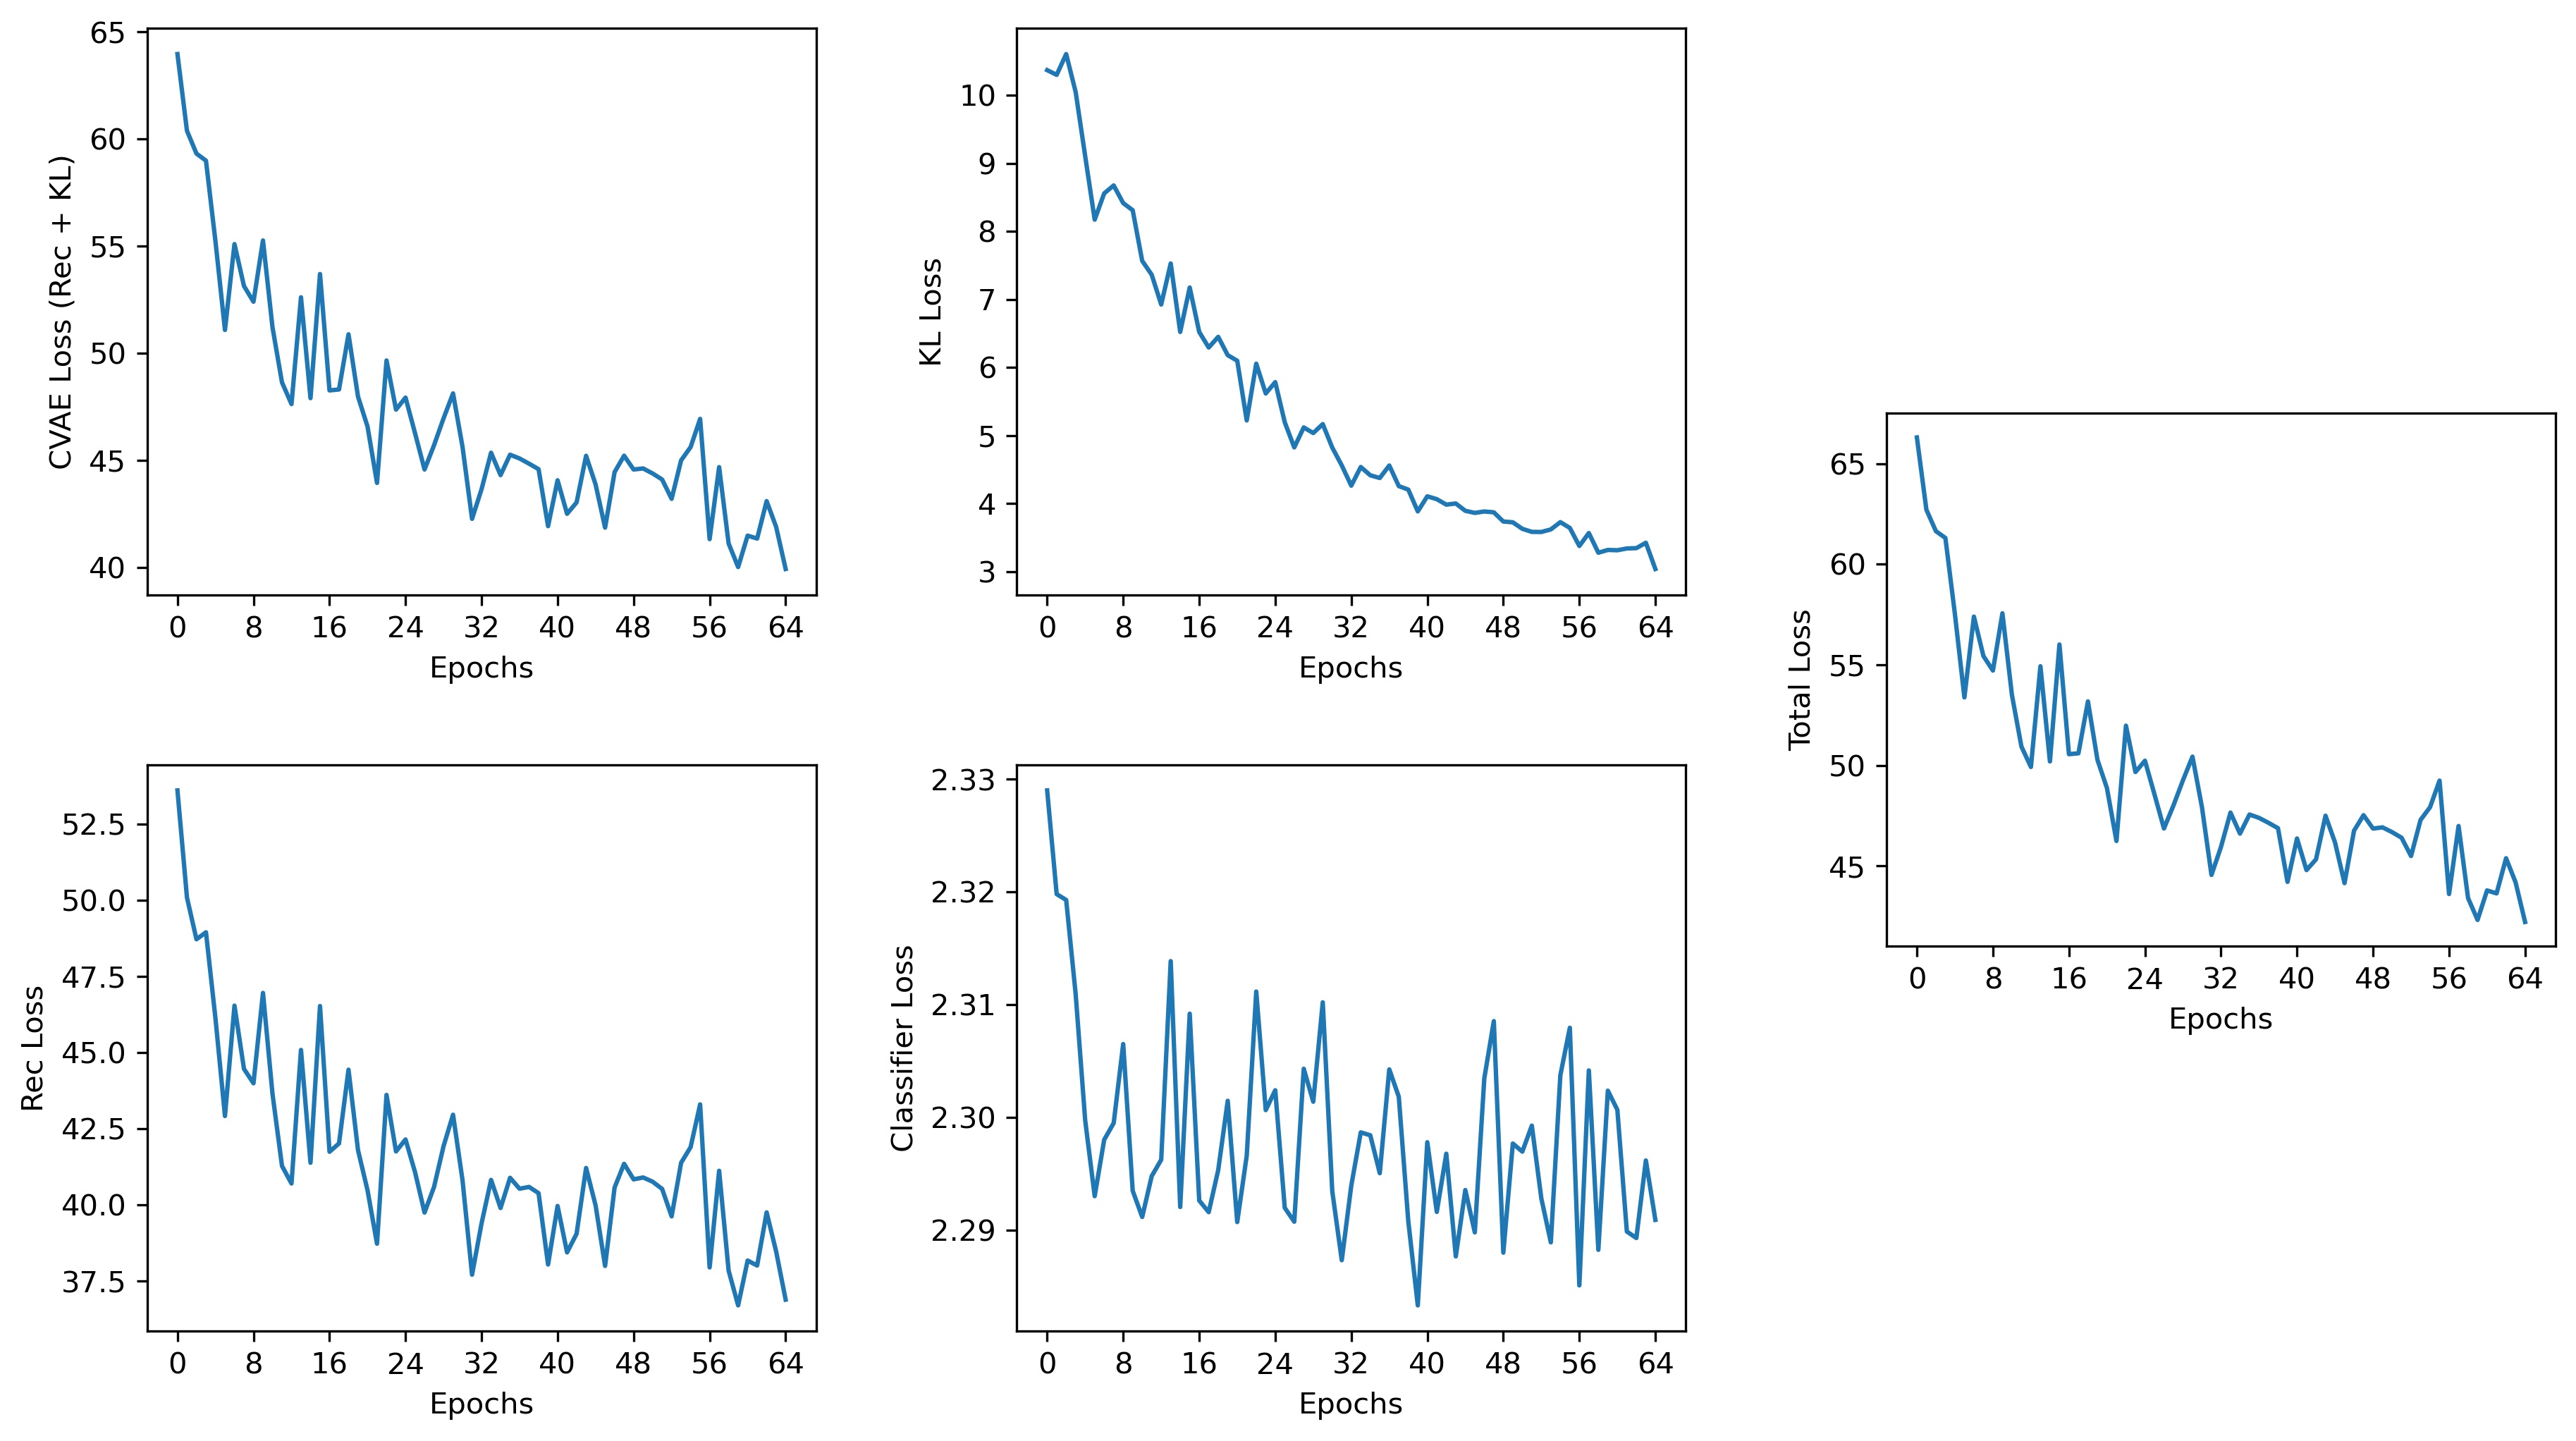 CVAE Loss (Rec + KL)
65
60
55
50
45
40
0 8 16 24 32 40 48 56 64
Epochs
KL Loss
10
9
8
7
6
5
4
3
0 8 16 24 32 40 48 56 64
Epochs
Rec Loss
52.5
50.0
47.5
45.0
42.5
40.0
37.5
0 8 16 24 32 40 48 56 64
Epochs
Classifier Loss
2.33
2.32
2.31
2.30
2.29
0 8 16 24 32 40 48 56 64
Epochs
Total Loss
65
60
55
50
45
0 8 16 24 32 40 48 56 64
Epochs